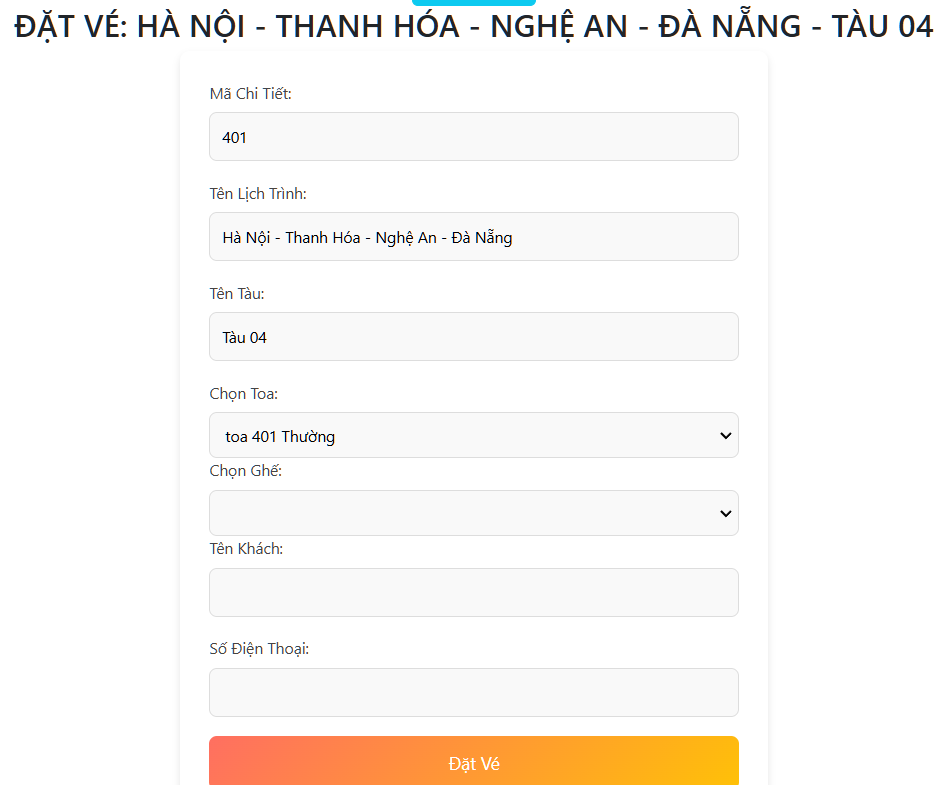 ĐẶT VÉ: HÀ NỘI - THANH HÓA - NGHỆ AN - ĐÀ NẴNG - TÀU 04
Mã Chi Tiết:
401
Tên Lịch Trình:
Hà Nội - Thanh Hóa - Nghệ An - Đà Nẵng
Tên Tàu:
Tàu 04
Chọn Toa:
toa 401 Thường
Chọn Ghế:
Tên Khách:
Số Điện Thoại:
Đặt Vé